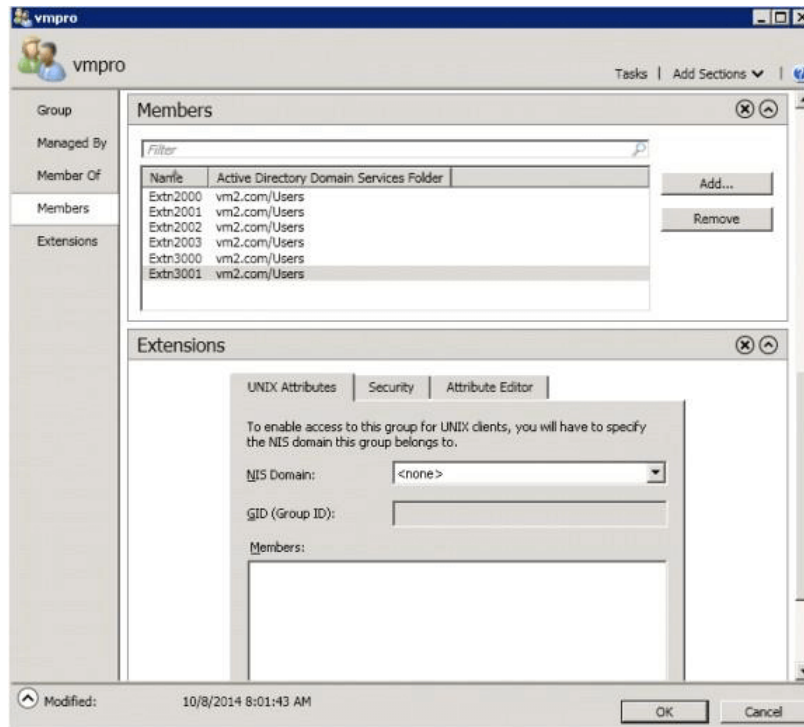 vmpro
vmpro
Tasks | Add Sections |
Group
Managed By
Member Of
Members
Extensions
Members
Filter
Name Active Directory Domain Services Folder
Extn2000 vm2.com/Users
Extn2001 vm2.com/Users
Extn2002 vm2.com/Users
Extn2003 vm2.com/Users
Extn3000 vm2.com/Users
Extn3001 vm2.com/Users
Add...
Remove
Extensions
UNIX Attributes Security Attribute Editor
To enable access to this group for UNIX clients, you will have to specify
the NIS domain this group belongs to.
NIS Domain: <none>
GID (Group ID):
Members:
Modified: 10/8/2014 8:01:43 AM
OK Cancel